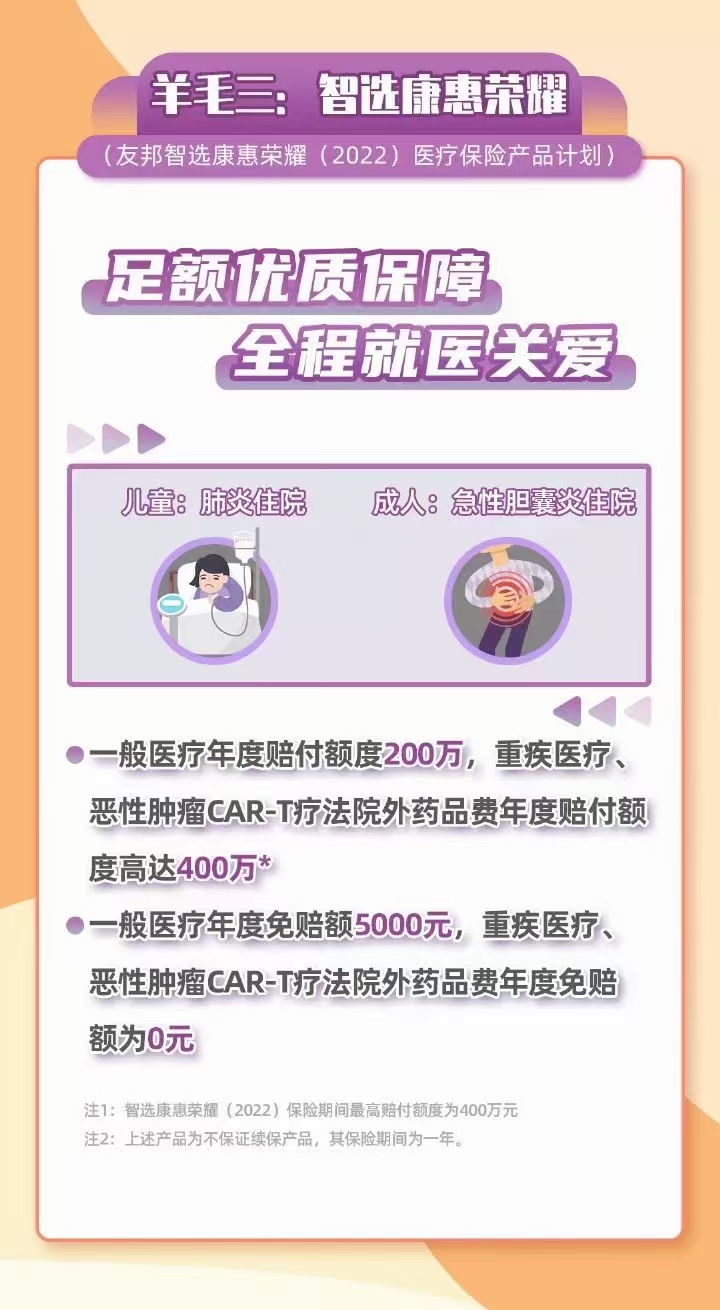 羊毛三：智选康惠荣耀
（友邦智选康惠荣耀（2022）医疗保险产品计划）
足额优质保障
全程就医关爱
儿童：肺炎住院
成人：急性胆囊炎住院
一般医疗年度赔付额度200万，重疾医疗、
恶性肿瘤CAR-T疗法院外药品费年度赔付额
度高达400万*
一般医疗年度免赔额5000元，重疾医疗、
恶性肿瘤CAR-T疗法院外药品费年度免赔
额为0元
注1：智选康惠荣耀（2022）保险期间最高赔付额度为400万元
注2：上述产品为不保证续保产品，其保险期间为一年。